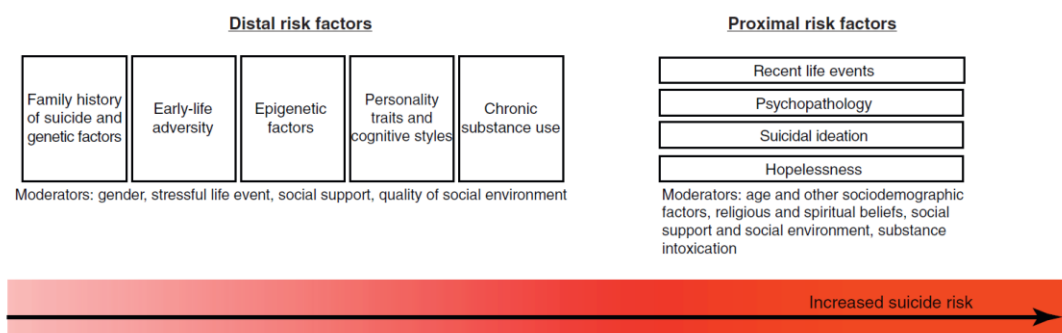 Distal risk factors
Family history
of suicide and
genetic factors
Early-life
adversity
Epigenetic
factors
Personality
traits and
cognitive styles
Chronic
substance use
Moderators: gender, stressful life event, social support, quality of social environment
Proximal risk factors
Recent life events
Psychopathology
Suicidal ideation
Hopelessness
Moderators: age and other sociodemographic
factors, religious and spiritual beliefs, social
support and social environment, substance
intoxication
Increased suicide risk